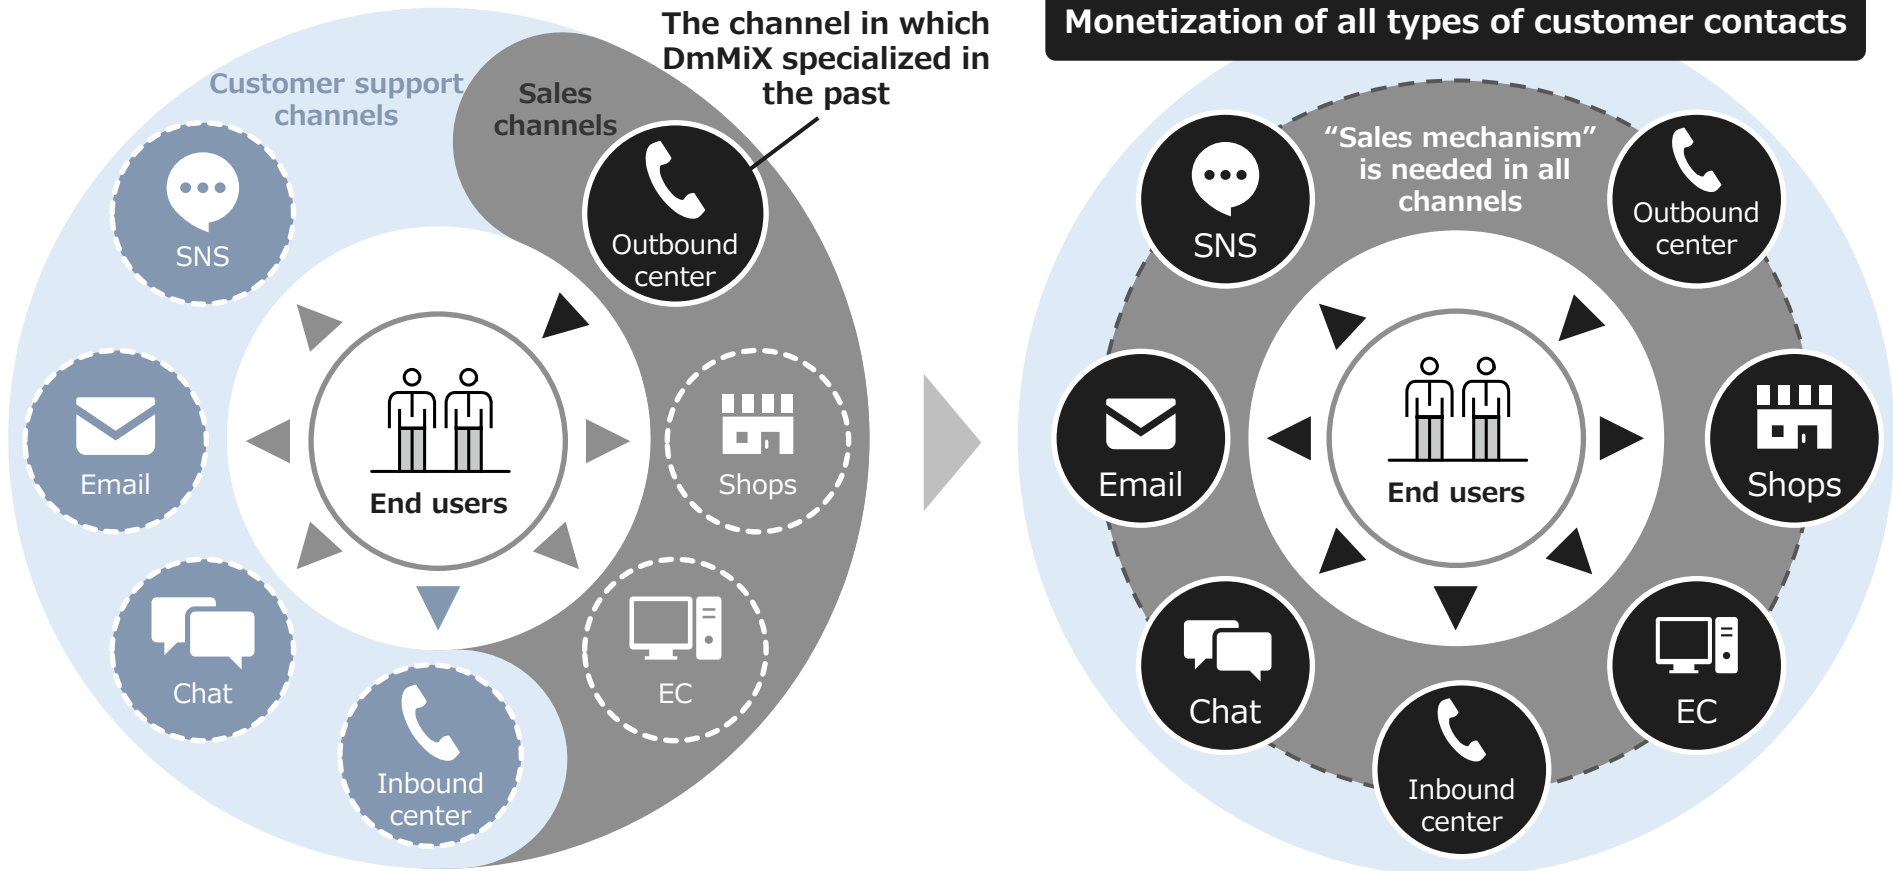 The channel in which
DmMiX specialized in
the past
Customer support
channels
Sales
channels
SNS
Outbound
center
Email
Shops
End users
Chat
EC
Inbound
center
Monetization of all types of customer contacts
“Sales mechanism”
is needed in all
channels
SNS
Outbound
center
Email
Shops
End users
Chat
EC
Inbound
center